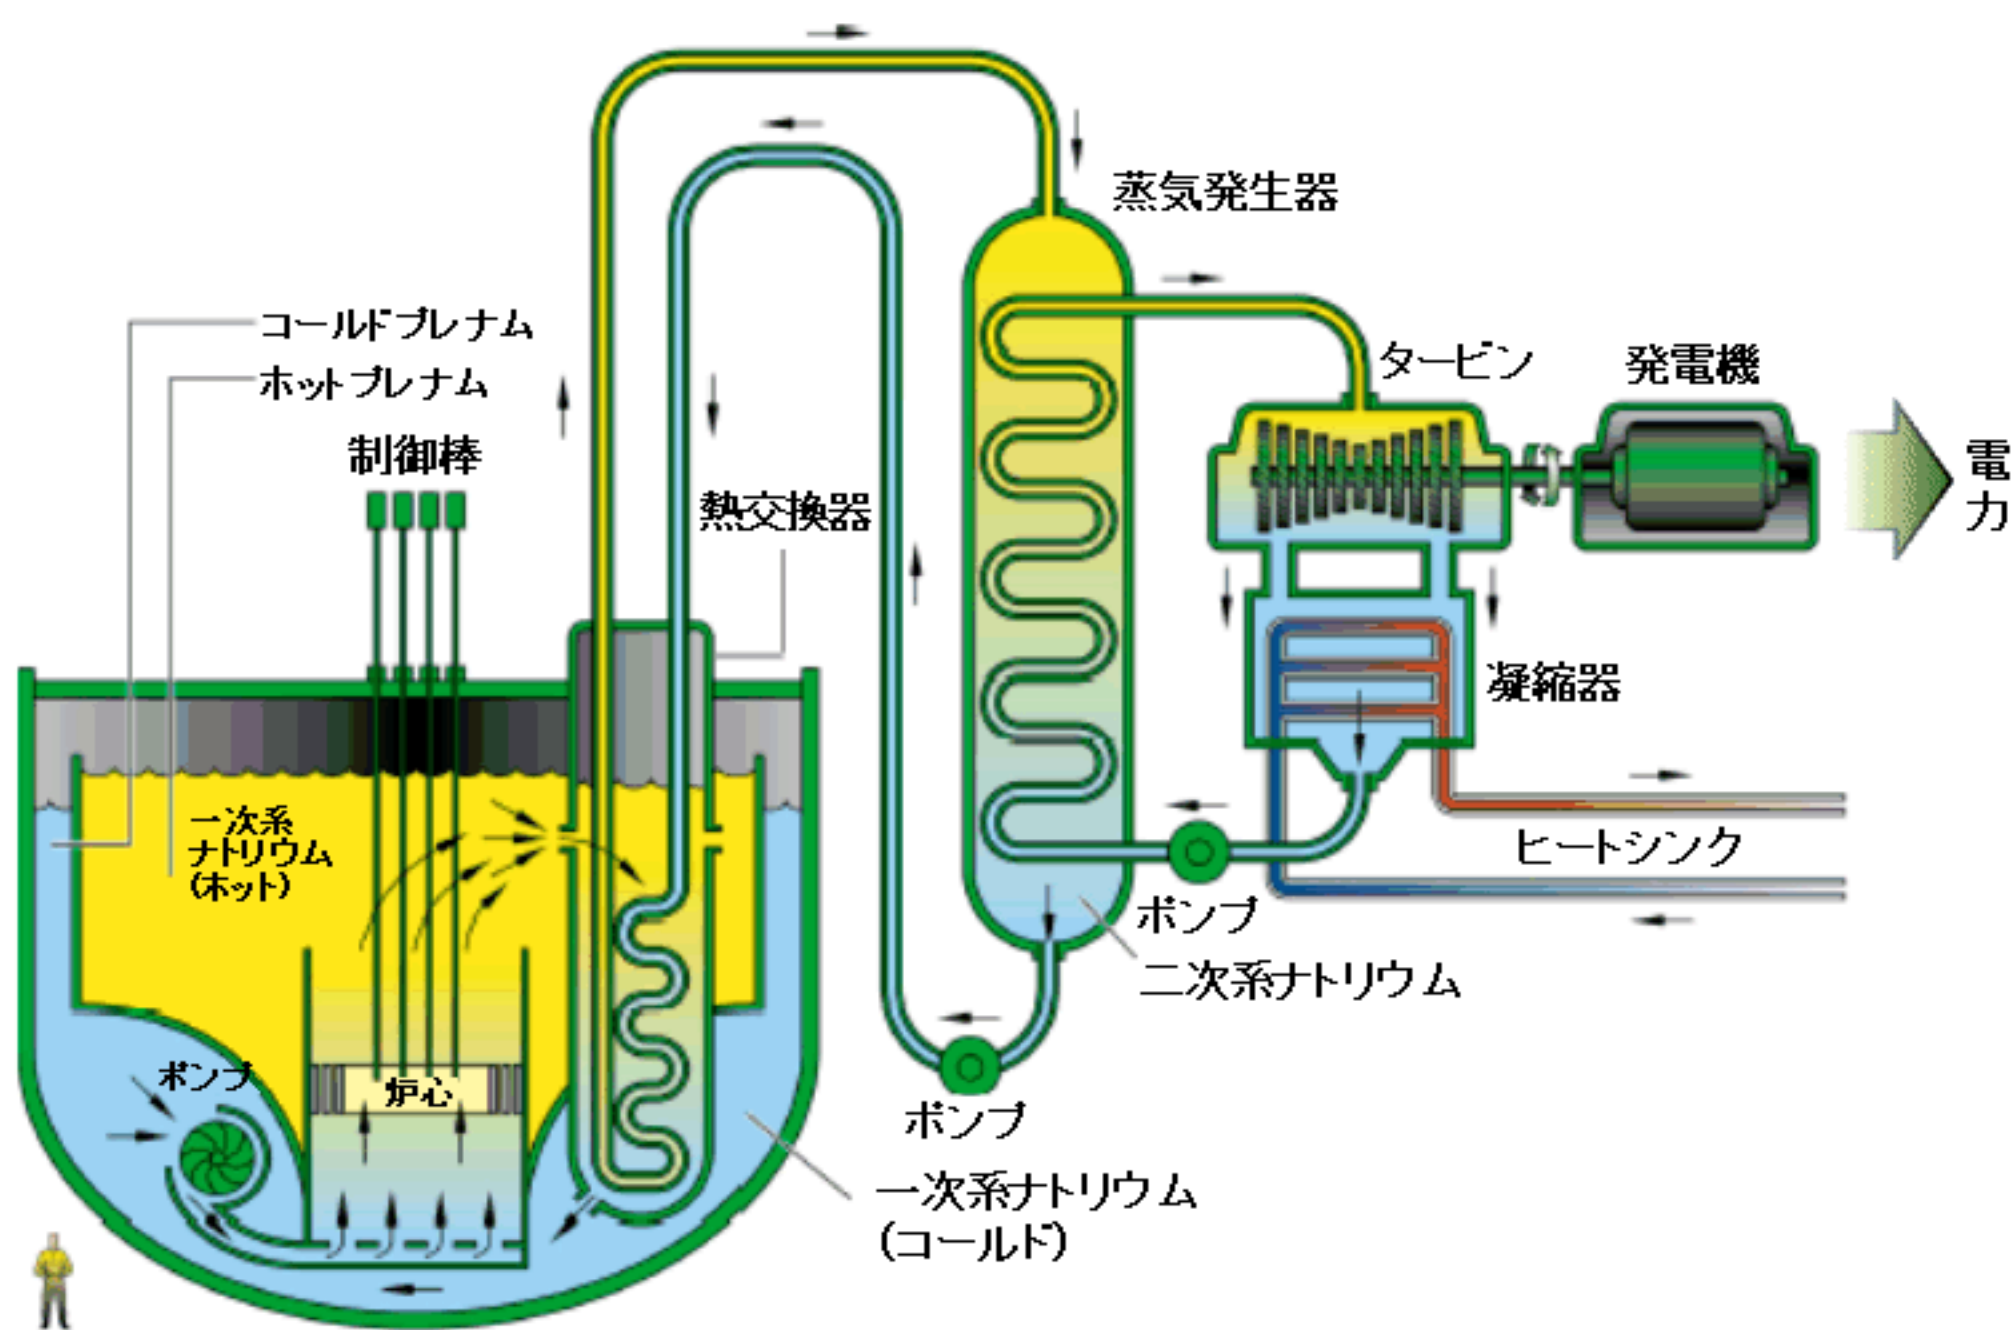 蒸気発生器
コールドプレナム
ホットプレナム
タービン
発電機
制御棒
熱交換器
電
力
凝縮器
一次系
ナトリウム
(ホット)
ヒートシンク
ポンプ
二次系ナトリウム
ポンプ
炉心
ポンプ
一次系ナトリウム
(コールド)